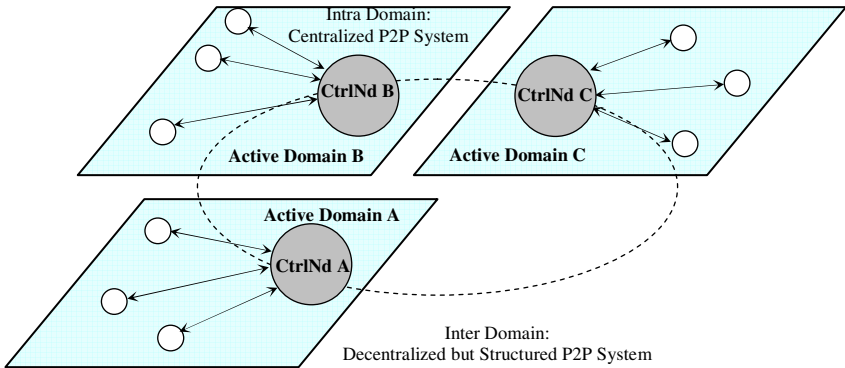 Intra Domain:
Centralized P2P System
CtrlNd B
CtrlNd C
Active Domain B
Active Domain C
Active Domain A
CtrlNd A
Inter Domain:
Decentralized but Structured P2P System